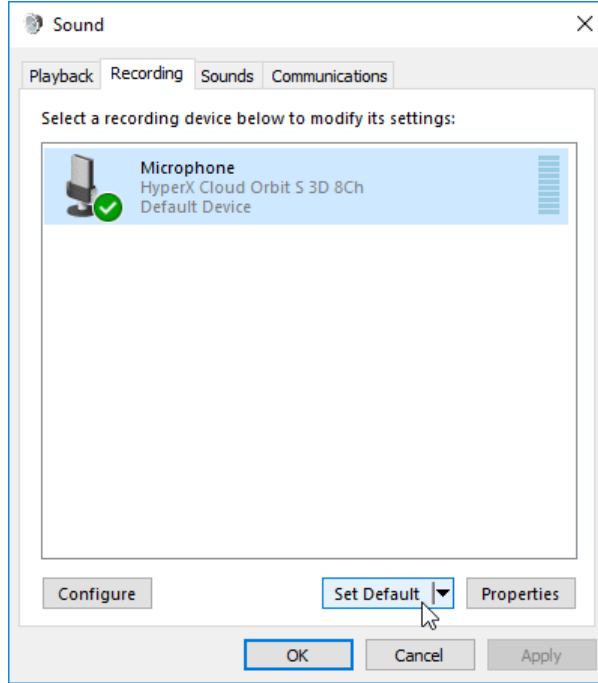 Sound
Playback Recording Sounds Communications
Select a recording device below to modify its settings:
Microphone
HyperX Cloud Orbit S 3D 8Ch
Default Device
Configure Set Default Properties
OK Cancel Apply